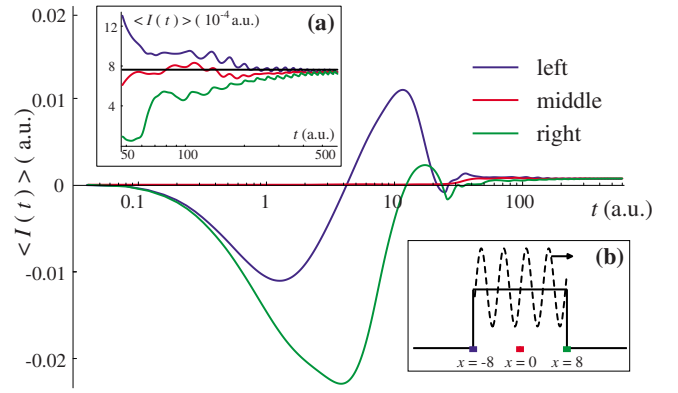 0.02
0.01
0
-0.01
-0.02
< I ( t ) > ( a.u.)
0.1
1
10
100
t (a.u.)
left
middle
right
< I ( t ) > ( 10⁻⁴ a.u.)
(a)
12
8
4
50
100
500
t (a.u.)
(b)
x = -8
x = 0
x = 8